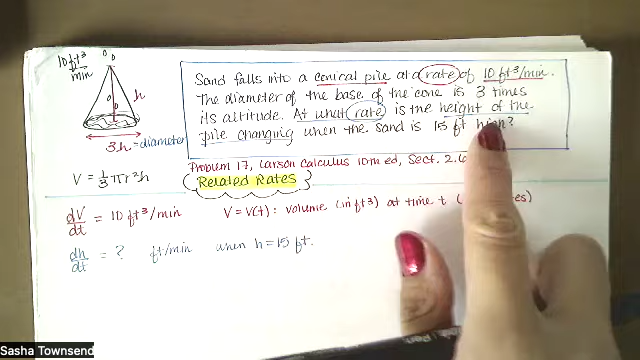 10 ft³/min
h
3h = diameter
V = 1/3 πr²h
Sand falls into a conical pile at a rate of 10 ft³/min.
The diameter of the base of the cone is 3 times
its altitude. At what rate is the height of the
pile changing when the sand is 15 ft high?
Problem 17, Larson Calculus 10th ed, Sect. 2.6
Related Rates
dV/dt = 10 ft³/min V = V(t): volume (in ft³) at time t
dh/dt = ? ft/min when h = 15 ft.
Sasha Townsend